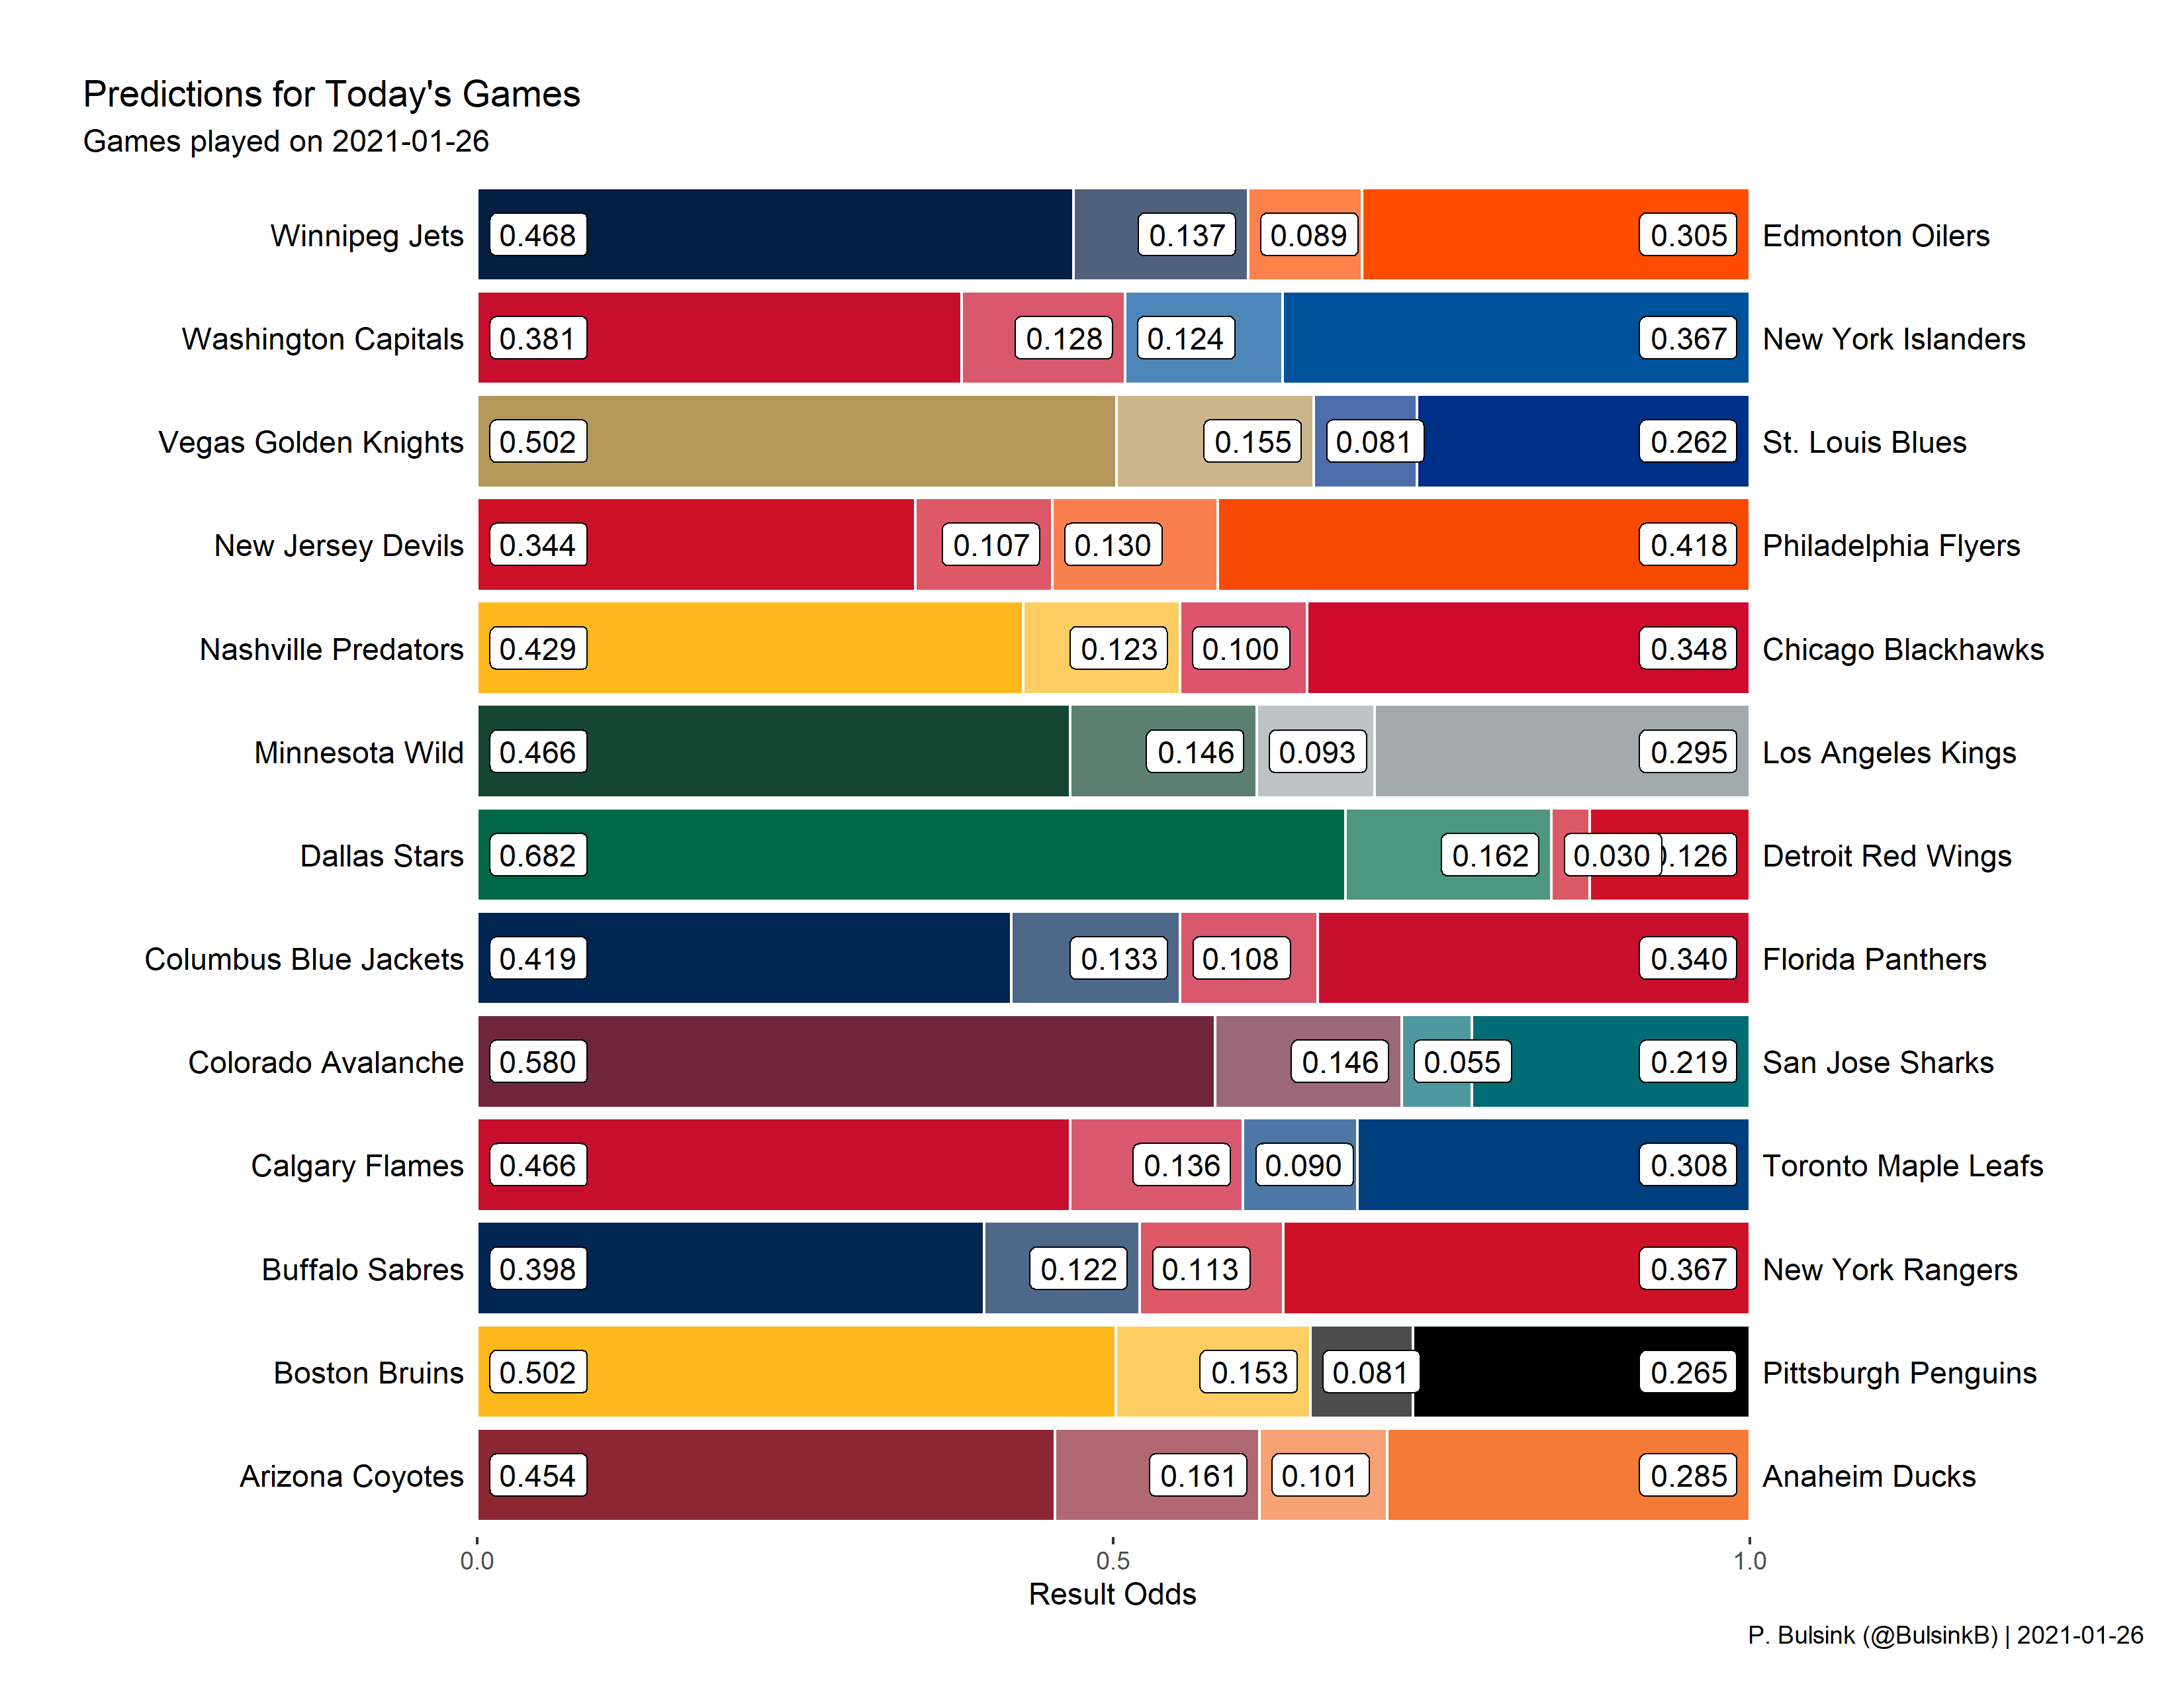 Predictions for Today's Games
Games played on 2021-01-26
Winnipeg Jets 0.468 0.137 0.089 0.305 Edmonton Oilers
Washington Capitals 0.381 0.128 0.124 0.367 New York Islanders
Vegas Golden Knights 0.502 0.155 0.081 0.262 St. Louis Blues
New Jersey Devils 0.344 0.107 0.130 0.418 Philadelphia Flyers
Nashville Predators 0.429 0.123 0.100 0.348 Chicago Blackhawks
Minnesota Wild 0.466 0.146 0.093 0.295 Los Angeles Kings
Dallas Stars 0.682 0.162 0.030 0.126 Detroit Red Wings
Columbus Blue Jackets 0.419 0.133 0.108 0.340 Florida Panthers
Colorado Avalanche 0.580 0.146 0.055 0.219 San Jose Sharks
Calgary Flames 0.466 0.136 0.090 0.308 Toronto Maple Leafs
Buffalo Sabres 0.398 0.122 0.113 0.367 New York Rangers
Boston Bruins 0.502 0.153 0.081 0.265 Pittsburgh Penguins
Arizona Coyotes 0.454 0.161 0.101 0.285 Anaheim Ducks
0.0 0.5 1.0
Result Odds
P. Bulsink (@BulsinkB) | 2021-01-26